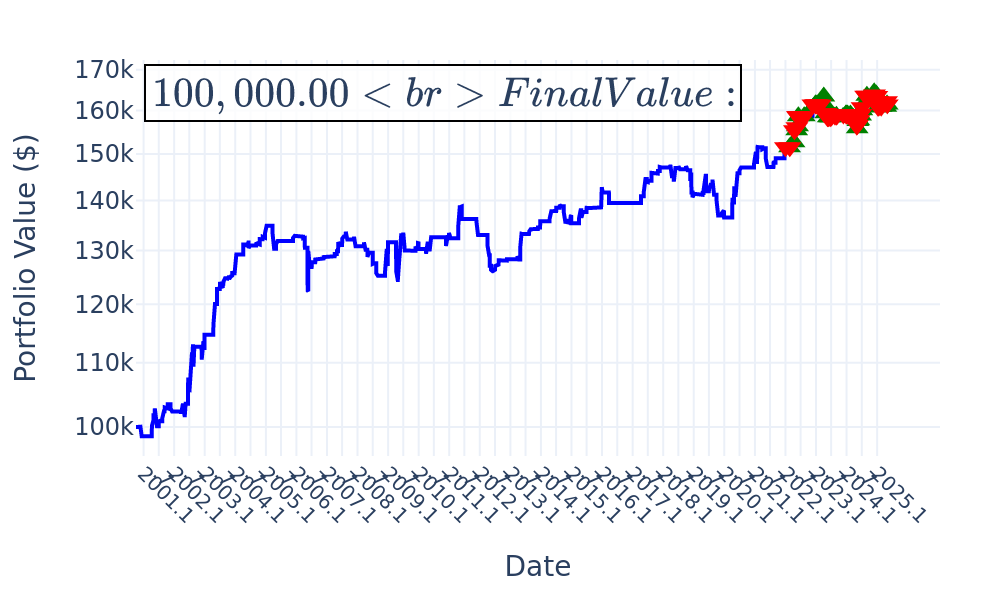 170k
100,000.00 < br > FinalValue :
160k
150k
140k
130k
120k
110k
100k
Portfolio Value ($)
2001.1
2002.1
2003.1
2004.1
2005.1
2006.1
2007.1
2008.1
2009.1
2010.1
2011.1
2012.1
2013.1
2014.1
2015.1
2016.1
2017.1
2018.1
2019.1
2020.1
2021.1
2022.1
2023.1
2024.1
2025.1
Date